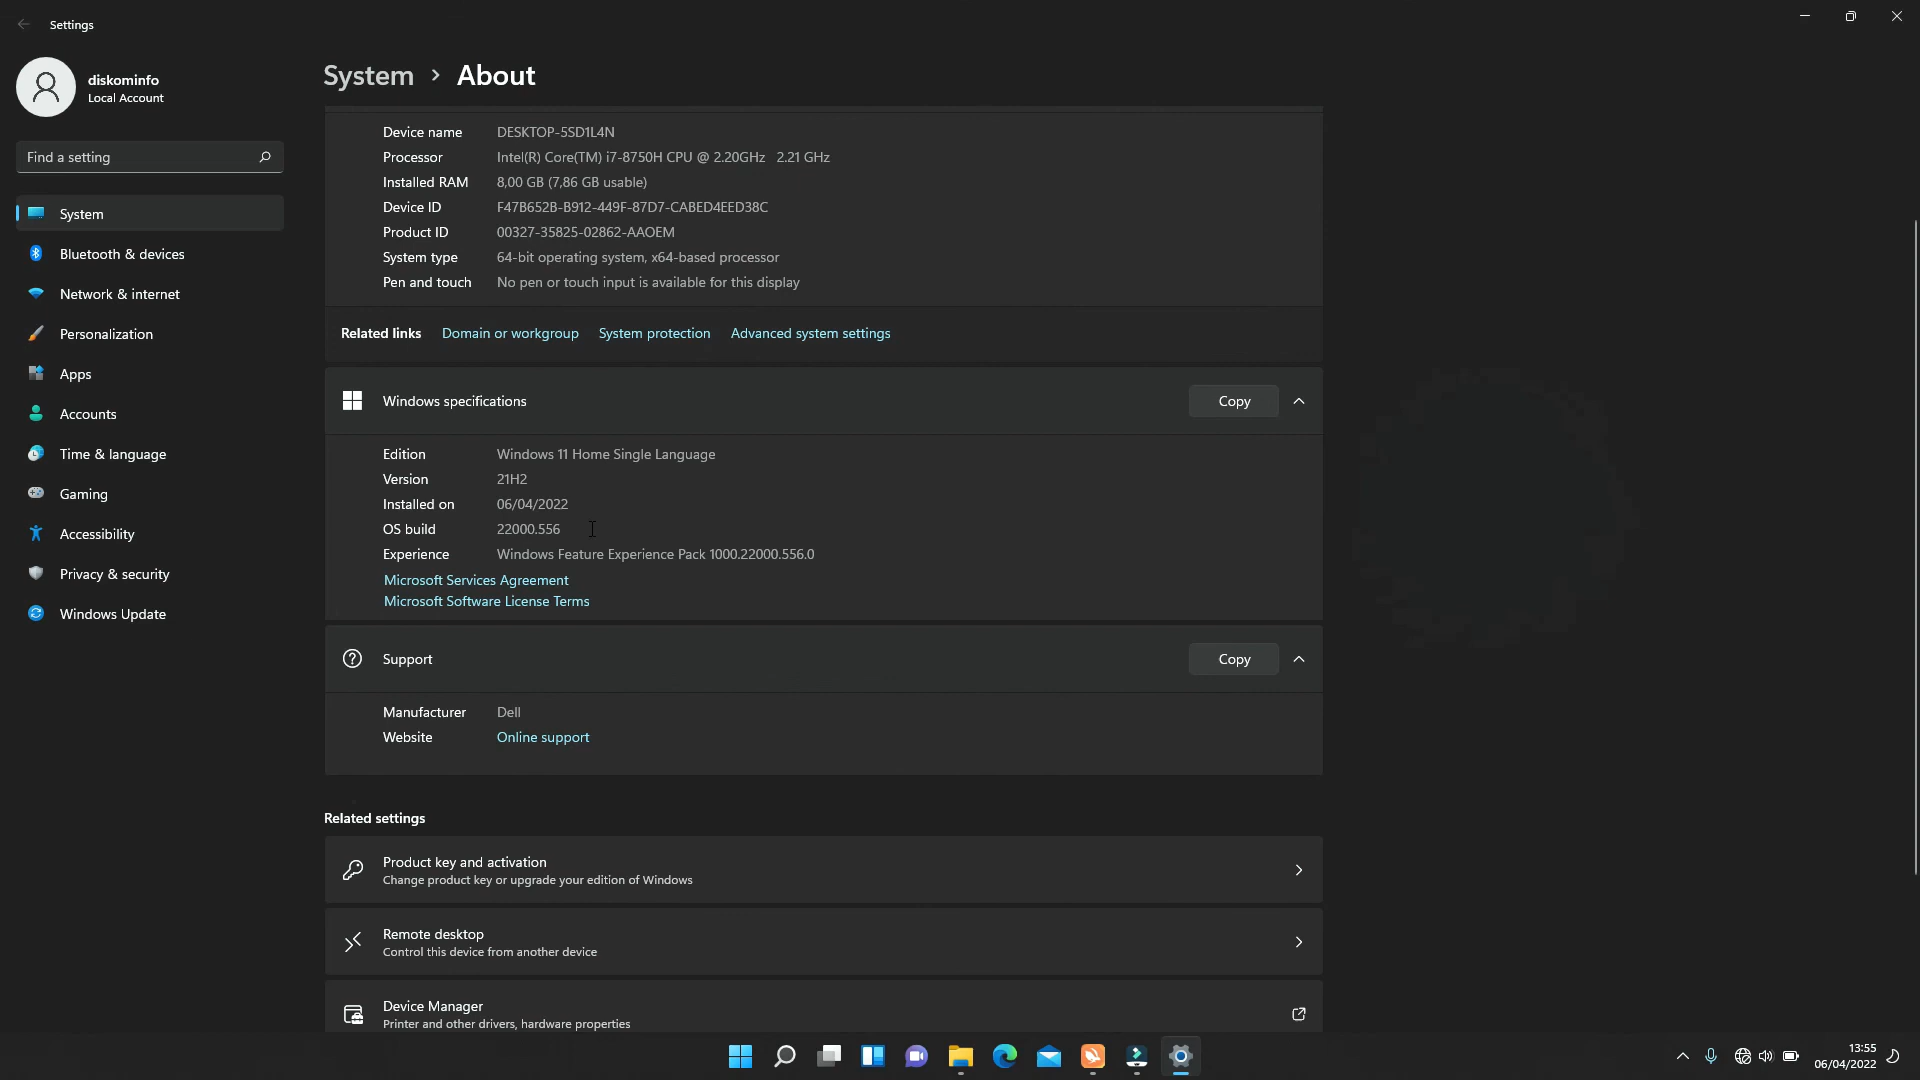 Settings
diskominfo
Local Account
Find a setting
System
Bluetooth & devices
Network & internet
Personalization
Apps
Accounts
Time & language
Gaming
Accessibility
Privacy & security
Windows Update
System > About
Device name DESKTOP-5SD1L4N
Processor Intel(R) Core(TM) i7-8750H CPU @ 2.20GHz 2.21 GHz
Installed RAM 8,00 GB (7,86 GB usable)
Device ID F47B652B-B912-449F-87D7-CABED4EED38C
Product ID 00327-35825-02862-AAOEM
System type 64-bit operating system, x64-based processor
Pen and touch No pen or touch input is available for this display
Related links Domain or workgroup System protection Advanced system settings
Windows specifications Copy
Edition Windows 11 Home Single Language
Version 21H2
Installed on 06/04/2022
OS build 22000.556
Experience Windows Feature Experience Pack 1000.22000.556.0
Microsoft Services Agreement
Microsoft Software License Terms
Support Copy
Manufacturer Dell
Website Online support
Related settings
Product key and activation
Change product key or upgrade your edition of Windows
Remote desktop
Control this device from another device
Device Manager
Printer and other drivers, hardware properties
13:55
06/04/2022